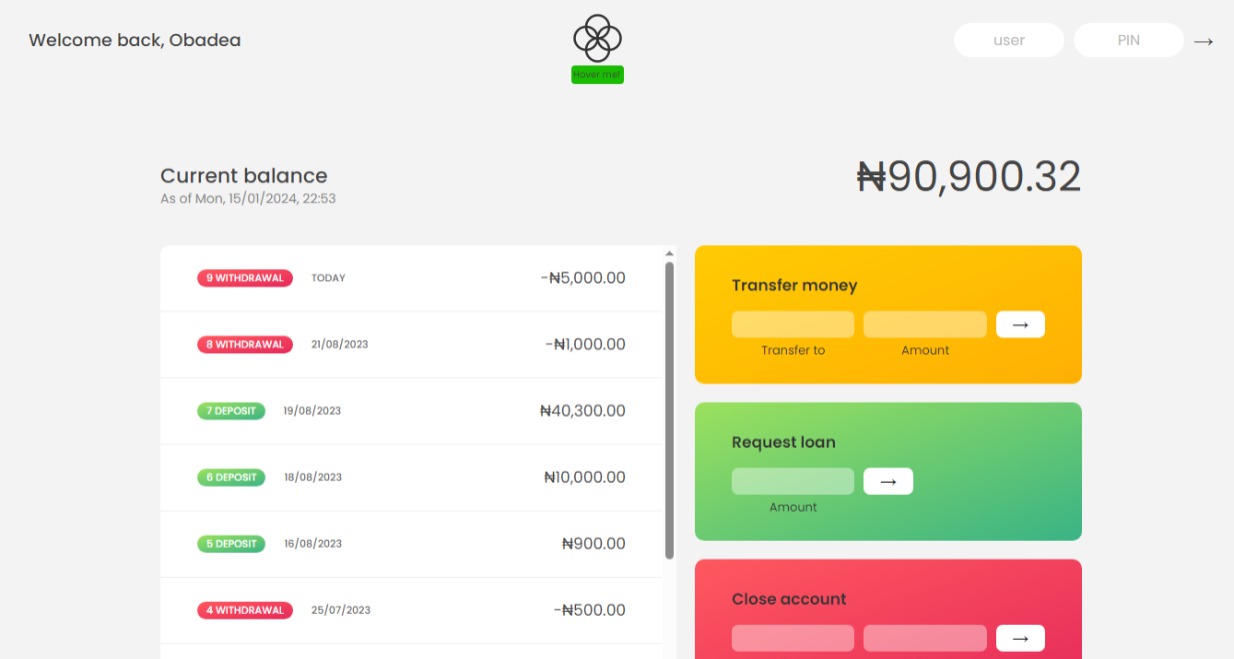 Welcome back, Obadea
user
PIN
→
Hover me!
Current balance
As of Mon, 15/01/2024, 22:53
₦90,900.32
9 WITHDRAWAL TODAY -₦5,000.00
8 WITHDRAWAL 21/08/2023 -₦1,000.00
7 DEPOSIT 19/08/2023 ₦40,300.00
6 DEPOSIT 18/08/2023 ₦10,000.00
5 DEPOSIT 16/08/2023 ₦900.00
4 WITHDRAWAL 25/07/2023 -₦500.00
Transfer money
→
Transfer to Amount
Request loan
→
Amount
Close account
→